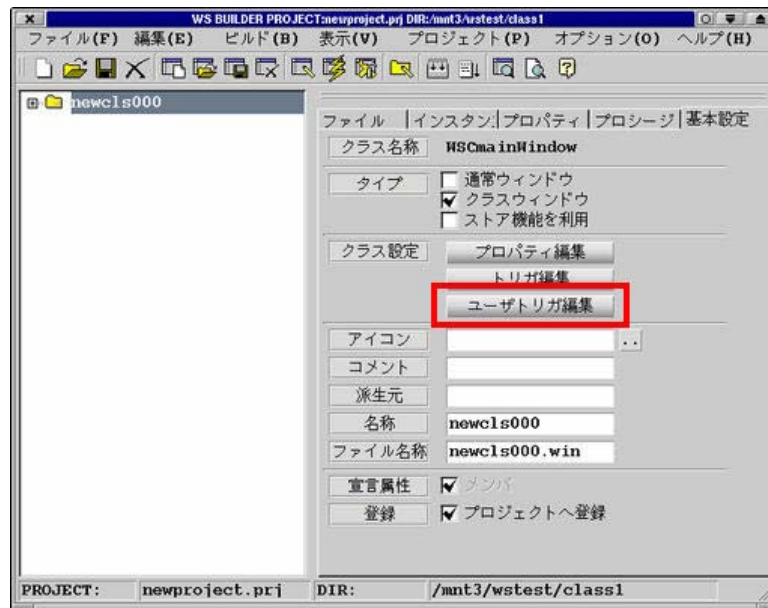 WS BUILDER PROJECT:newproject.prj DIR:/mnt3/wstest/class1
ファイル(F) 編集(E) ビルド(B) 表示(V) プロジェクト(P) オプション(O) ヘルプ(H)
newcls000
ファイル インスタン プロパティ プロシージ 基本設定
クラス名称 WSCmainWindow
タイプ 通常ウィンドウ
クラスウィンドウ
ストア機能を利用
クラス設定 プロパティ編集
トリガ編集
ユーザトリガ編集
アイコン ..
コメント
派生元
名称 newcls000
ファイル名称 newcls000.win
宣言属性 メンバ
登録 プロジェクトへ登録
PROJECT: newproject.prj DIR: /mnt3/wstest/class1